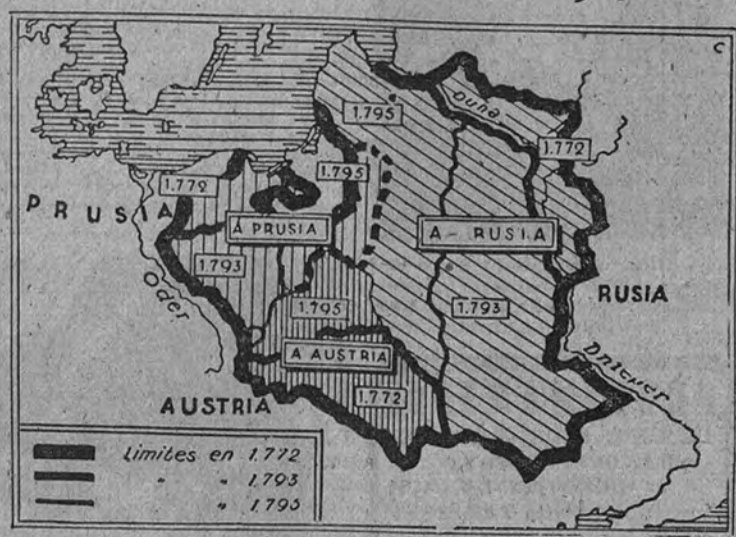 C
1.795
Duna
1.772
1.772
1.795
PRUSIA
A PRUSIA
A - RUSIA
1.793
Oder
RUSIA
1.795
1.793
Dnieper
A AUSTRIA
1.772
AUSTRIA
Límites en 1.772
" " 1.793
" 1.795